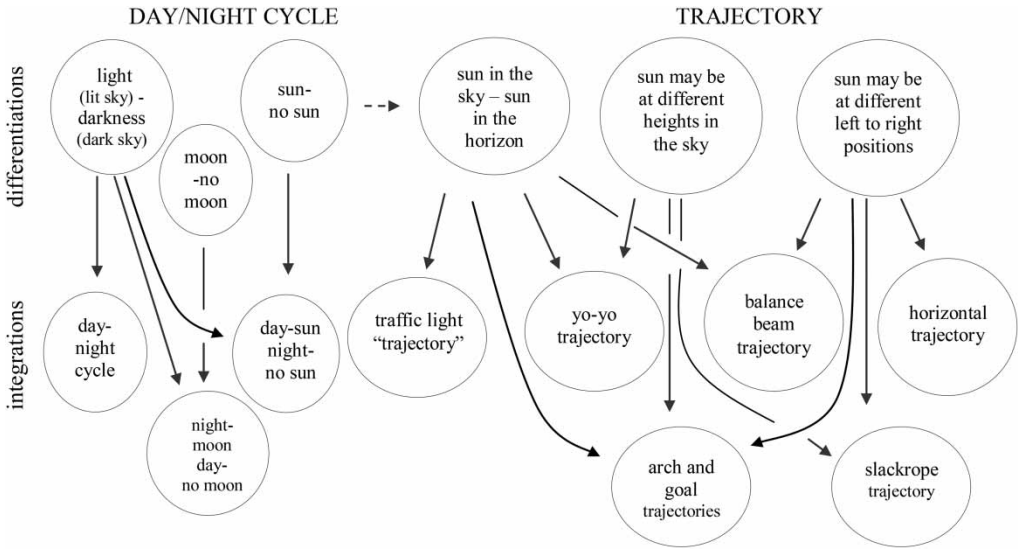 DAY/NIGHT CYCLE
TRAJECTORY
differentiations
light
(lit sky) -
darkness
(dark sky)
moon
-no
moon
sun-
no sun
sun in the
sky – sun
in the
horizon
sun may be
at different
heights in
the sky
sun may be
at different
left to right
positions
integrations
day-
night
cycle
night-
moon
day-
no moon
day-sun
night-
no sun
traffic light
“trajectory”
yo-yo
trajectory
balance
beam
trajectory
horizontal
trajectory
arch and
goal
trajectories
slackrope
trajectory